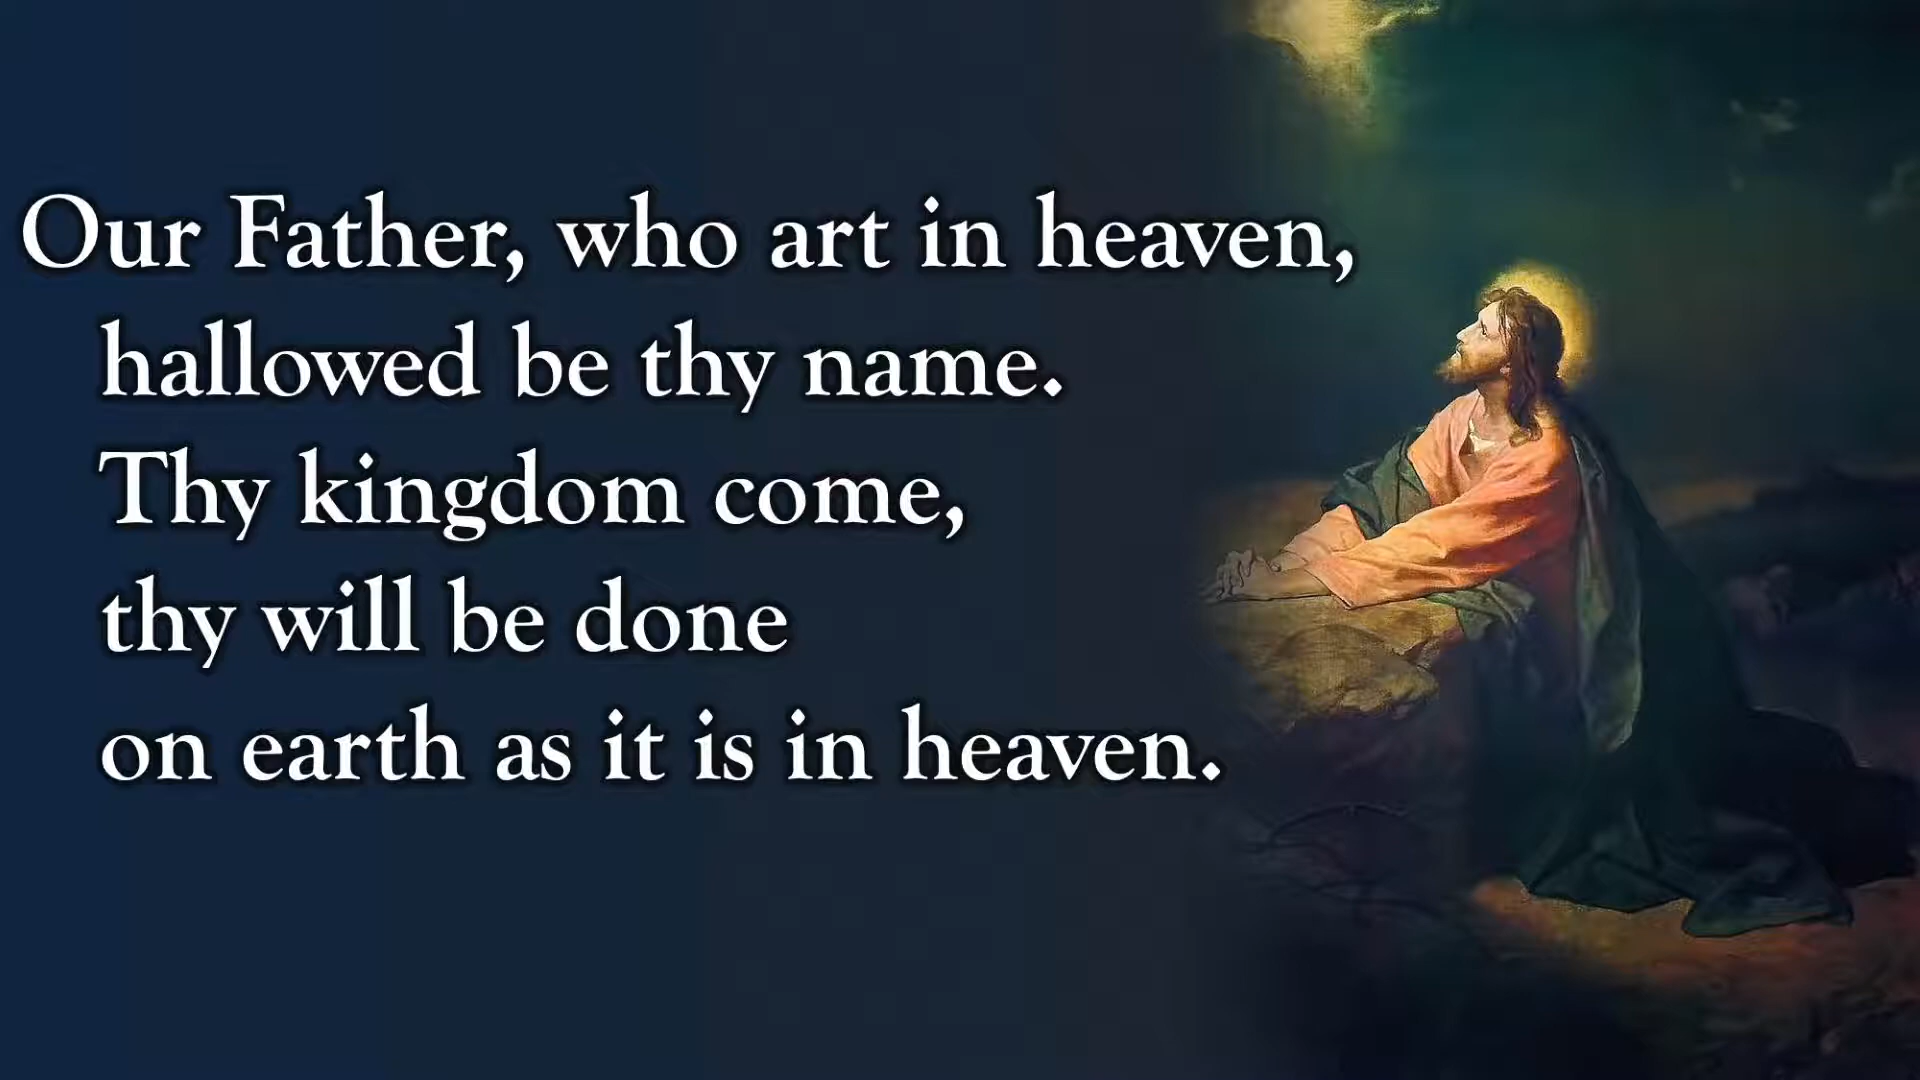 Our Father, who art in heaven,
hallowed be thy name.
Thy kingdom come,
thy will be done
on earth as it is in heaven.